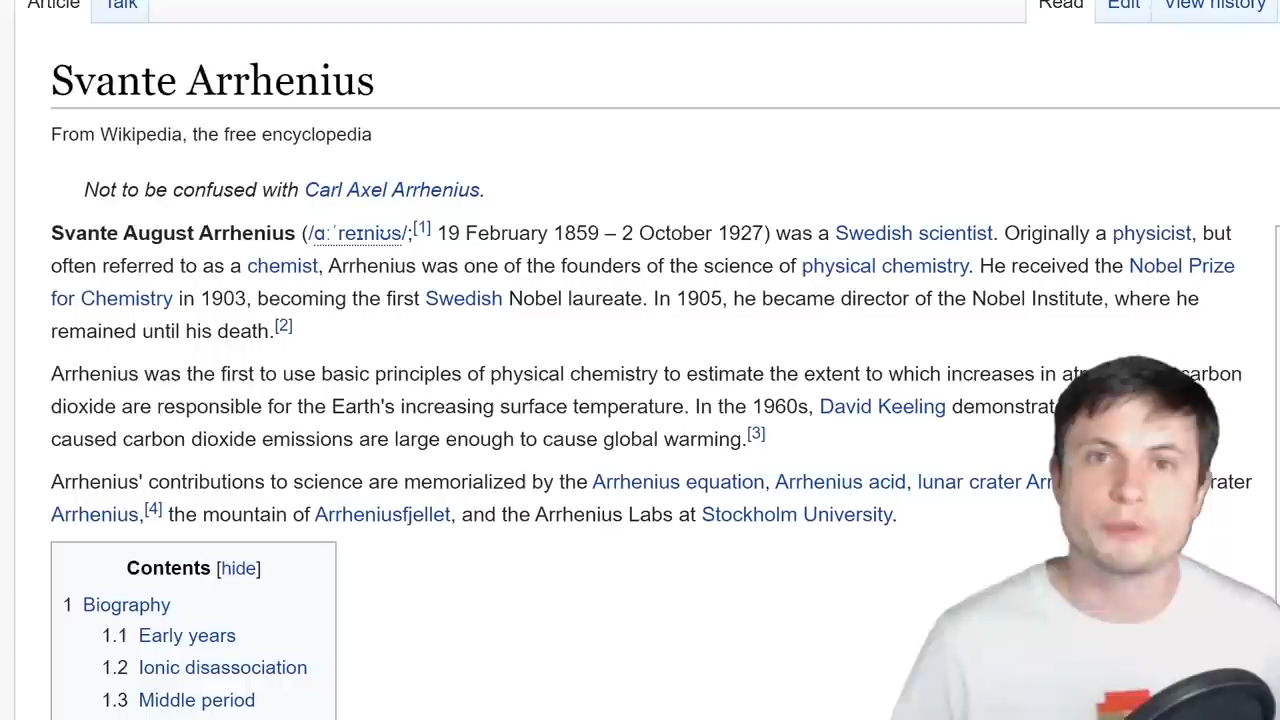 Article Talk Read Edit View history
Svante Arrhenius
From Wikipedia, the free encyclopedia
Not to be confused with Carl Axel Arrhenius.
Svante August Arrhenius (/ɑːˈreɪniʊs/;[1] 19 February 1859 – 2 October 1927) was a Swedish scientist. Originally a physicist, but
often referred to as a chemist, Arrhenius was one of the founders of the science of physical chemistry. He received the Nobel Prize
for Chemistry in 1903, becoming the first Swedish Nobel laureate. In 1905, he became director of the Nobel Institute, where he
remained until his death.[2]
Arrhenius was the first to use basic principles of physical chemistry to estimate the extent to which increases in carbon
dioxide are responsible for the Earth's increasing surface temperature. In the 1960s, David Keeling
caused carbon dioxide emissions are large enough to cause global warming.[3]
Arrhenius' contributions to science are memorialized by the Arrhenius equation, Arrhenius acid, lunar crater
Arrhenius,[4] the mountain of Arrheniusfjellet, and the Arrhenius Labs at Stockholm University.
Contents [hide]
1 Biography
1.1 Early years
1.2 Ionic disassociation
1.3 Middle period